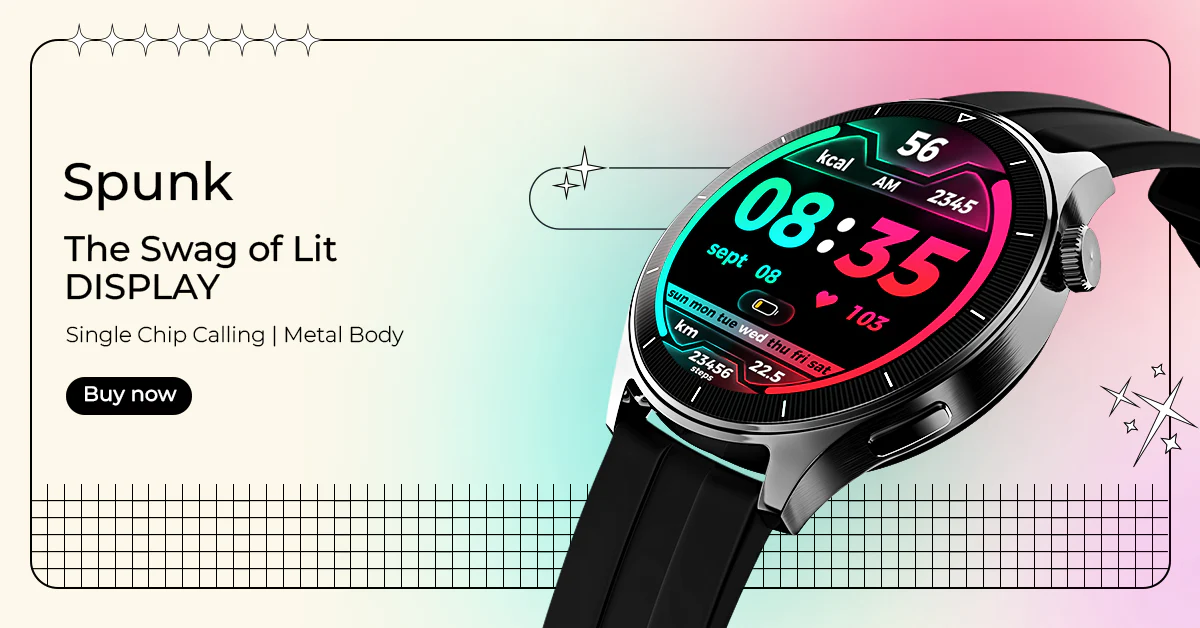 Spunk
The Swag of Lit
DISPLAY
Single Chip Calling | Metal Body
Buy now
56
kcal
AM
2345
08:35
sept 08
103
sun mon tue wed thu fri sat
km
23456
steps
22.5